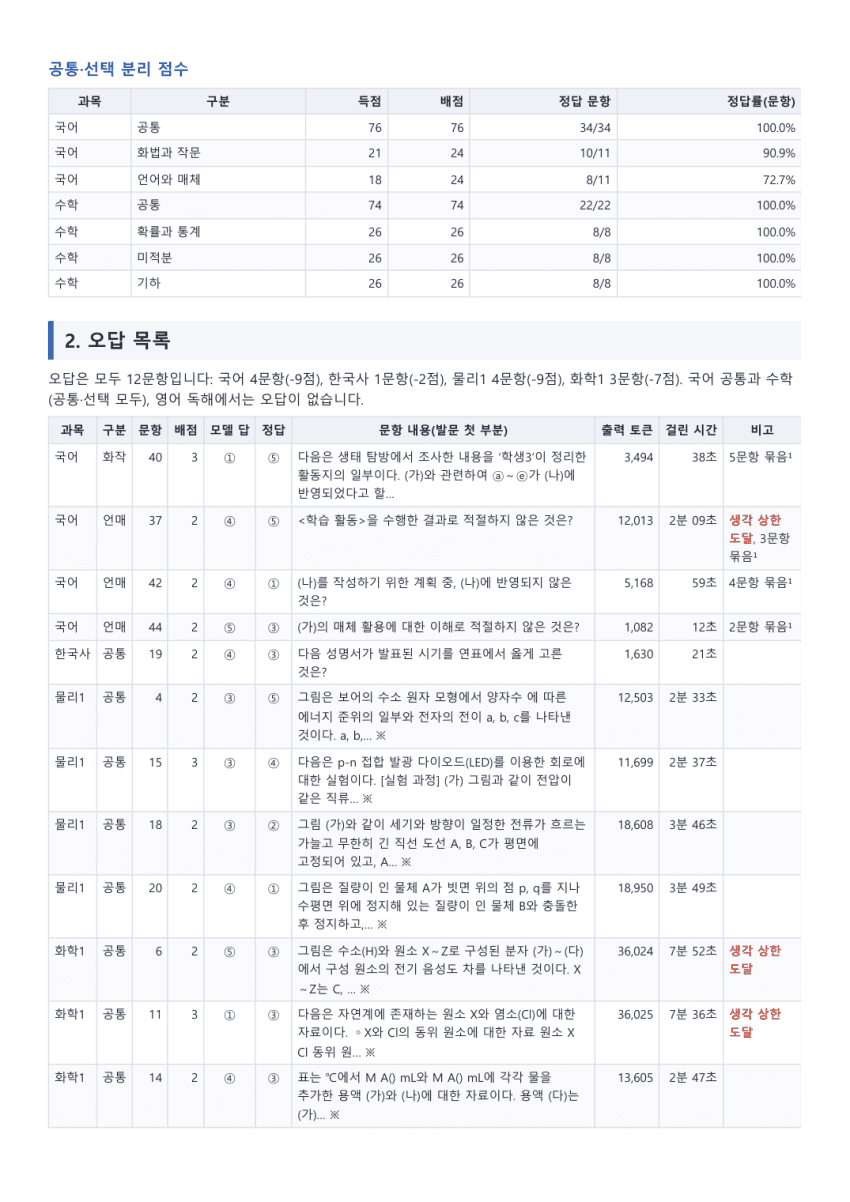 공통·선택 분리 점수
과목 구분 득점 배점 정답 문항 정답률(문항)
국어 공통 76 76 34/34 100.0%
국어 화법과 작문 21 24 10/11 90.9%
국어 언어와 매체 18 24 8/11 72.7%
수학 공통 74 74 22/22 100.0%
수학 확률과 통계 26 26 8/8 100.0%
수학 미적분 26 26 8/8 100.0%
수학 기하 26 26 8/8 100.0%
2. 오답 목록
오답은 모두 12문항입니다: 국어 4문항(-9점), 한국사 1문항(-2점), 물리1 4문항(-9점), 화학1 3문항(-7점). 국어 공통과 수학
(공통·선택 모두), 영어 독해에서는 오답이 없습니다.
과목 구분 문항 배점 모델 답 정답 문항 내용(발문 첫 부분) 출력 토큰 걸린 시간 비고
국어 화작 40 3 ① ⑤ 다음은 생태 탐방에서 조사한 내용을 '학생3'이 정리한 3,494 38초 5문항 묶음¹
활동지의 일부이다. (가)와 관련하여 ⓐ~ⓔ가 (나)에
반영되었다고 할...
국어 언매 37 2 ④ ⑤ <학습 활동>을 수행한 결과로 적절하지 않은 것은? 12,013 2분 09초 생각 상한
도달, 3문항
묶음¹
국어 언매 42 2 ④ ① (나)를 작성하기 위한 계획 중, (나)에 반영되지 않은 5,168 59초 4문항 묶음¹
것은?
국어 언매 44 2 ⑤ ③ (가)의 매체 활용에 대한 이해로 적절하지 않은 것은? 1,082 12초 2문항 묶음¹
한국사 공통 19 2 ④ ③ 다음 성명서가 발표된 시기를 연표에서 옳게 고른 1,630 21초
것은?
물리1 공통 4 2 ③ ⑤ 그림은 보어의 수소 원자 모형에서 양자수 에 따른 12,503 2분 33초
에너지 준위의 일부와 전자의 전이 a, b, c를 나타낸
것이다. a, b,... ※
물리1 공통 15 3 ③ ④ 다음은 p-n 접합 발광 다이오드(LED)를 이용한 회로에 11,699 2분 37초
대한 실험이다. [실험 과정] (가) 그림과 같이 전압이
같은 직류... ※
물리1 공통 18 2 ③ ② 그림 (가)와 같이 세기와 방향이 일정한 전류가 흐르는 18,608 3분 46초
가늘고 무한히 긴 직선 도선 A, B, C가 평면에
고정되어 있고, A... ※
물리1 공통 20 2 ④ ① 그림은 질량이 인 물체 A가 빗면 위의 점 p, q를 지나 18,950 3분 49초
수평면 위에 정지해 있는 질량이 인 물체 B와 충돌한
후 정지하고,... ※
화학1 공통 6 2 ⑤ ③ 그림은 수소(H)와 원소 X~Z로 구성된 분자 (가)~(다) 36,024 7분 52초 생각 상한
에서 구성 원소의 전기 음성도 차를 나타낸 것이다. X 도달
~Z는 C, ... ※
화학1 공통 11 3 ① ③ 다음은 자연계에 존재하는 원소 X와 염소(Cl)에 대한 36,025 7분 36초 생각 상한
자료이다. ◦X와 Cl의 동위 원소에 대한 자료 원소 X 도달
Cl 동위 원... ※
화학1 공통 14 2 ④ ③ 표는 ℃에서 M A() mL와 M A() mL에 각각 물을 13,605 2분 47초
추가한 용액 (가)와 (나)에 대한 자료이다. 용액 (다)는
(가)... ※